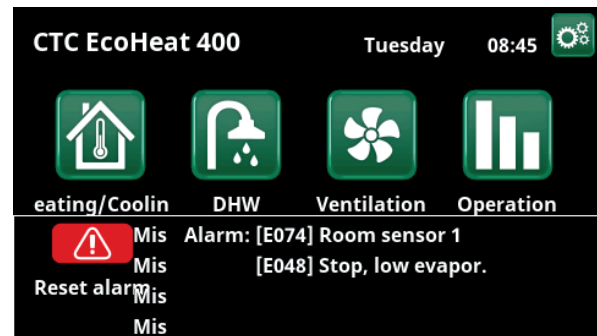 CTC EcoHeat 400 Tuesday 08:45
eating/Coolin DHW Ventilation Operation
Mis Alarm: [E074] Room sensor 1
Mis [E048] Stop, low evapor.
Reset alarm Mis
Mis